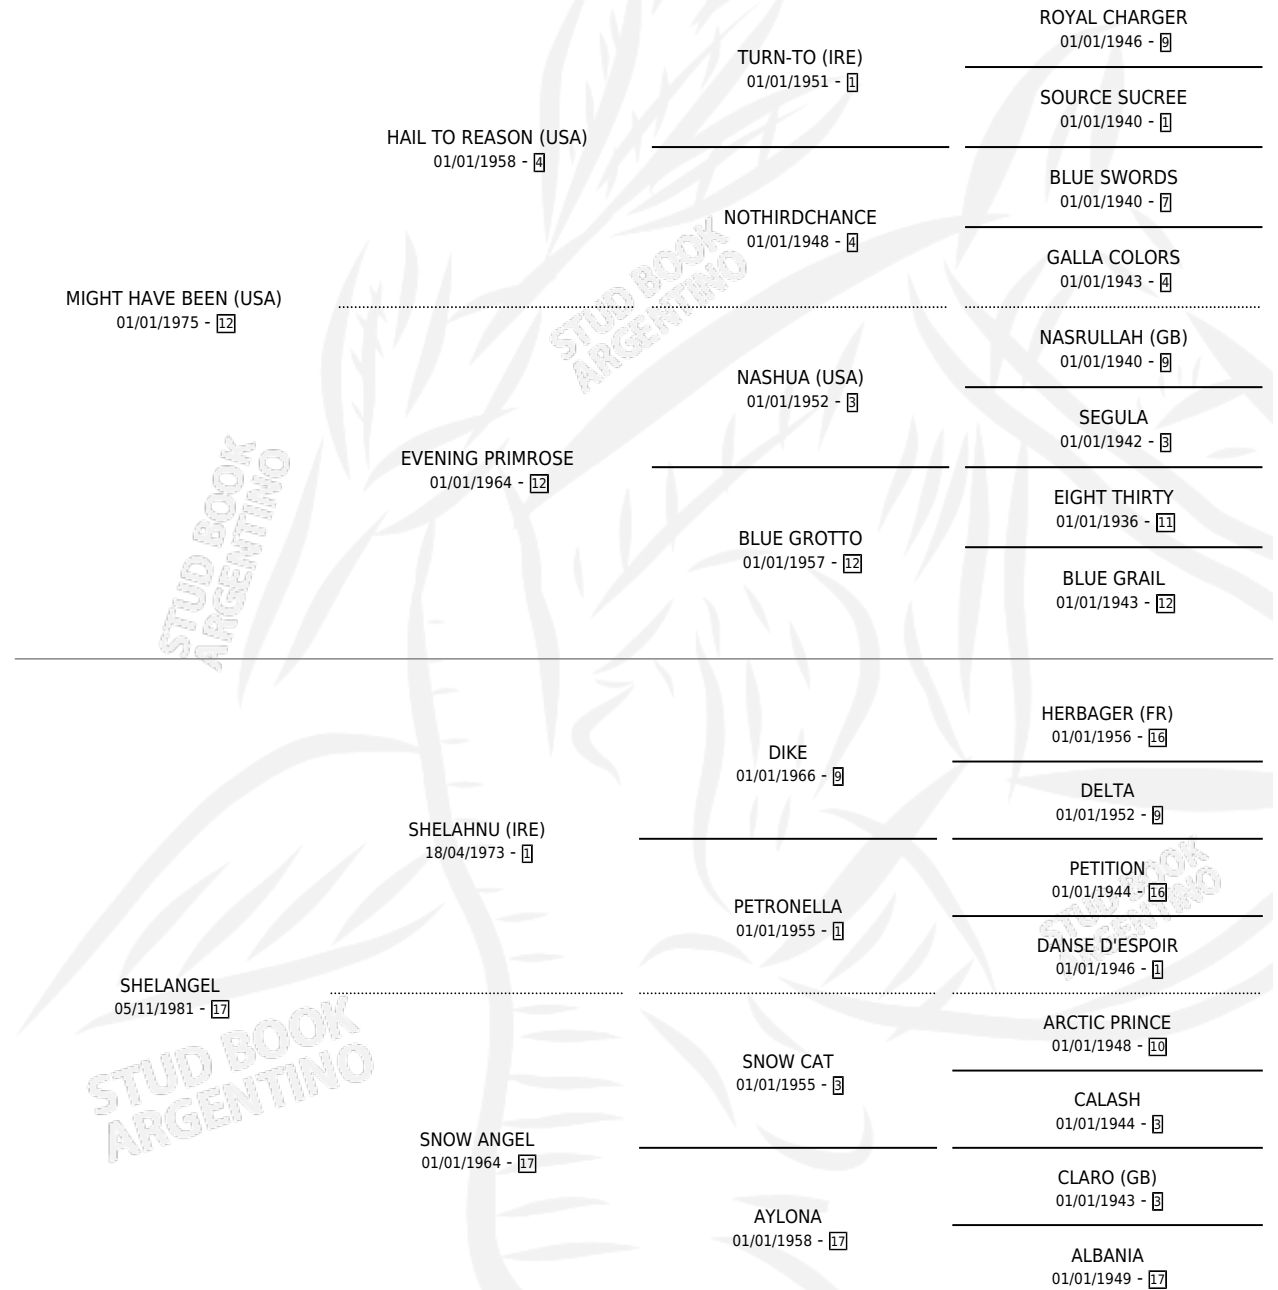 ROYAL CHARGER
01/01/1946 - 9
TURN-TO (IRE)
01/01/1951 - 1
SOURCE SUCREE
01/01/1940 - 1
HAIL TO REASON (USA)
01/01/1958 - 4
BLUE SWORDS
01/01/1940 - 7
NOTHIRDCHANCE
01/01/1948 - 4
GALLA COLORS
01/01/1943 - 4
MIGHT HAVE BEEN (USA)
01/01/1975 - 12
NASRULLAH (GB)
01/01/1940 - 9
NASHUA (USA)
01/01/1952 - 3
SEGULA
01/01/1942 - 3
EVENING PRIMROSE
01/01/1964 - 12
EIGHT THIRTY
01/01/1936 - 11
BLUE GROTTO
01/01/1957 - 12
BLUE GRAIL
01/01/1943 - 12
HERBAGER (FR)
01/01/1956 - 16
DIKE
01/01/1966 - 9
DELTA
01/01/1952 - 9
SHELAHNU (IRE)
18/04/1973 - 1
PETITION
01/01/1944 - 16
PETRONELLA
01/01/1955 - 1
DANSE D'ESPOIR
01/01/1946 - 1
SHELANGEL
05/11/1981 - 17
ARCTIC PRINCE
01/01/1948 - 10
SNOW CAT
01/01/1955 - 3
CALASH
01/01/1944 - 3
SNOW ANGEL
01/01/1964 - 17
CLARO (GB)
01/01/1943 - 3
AYLONA
01/01/1958 - 17
ALBANIA
01/01/1949 - 17
STUD BOOK
ARGENTINO
STUD BOOK
ARGENTINO
STUD BOOK
ARGENTINO
STUD BOOK
ARGENTINO